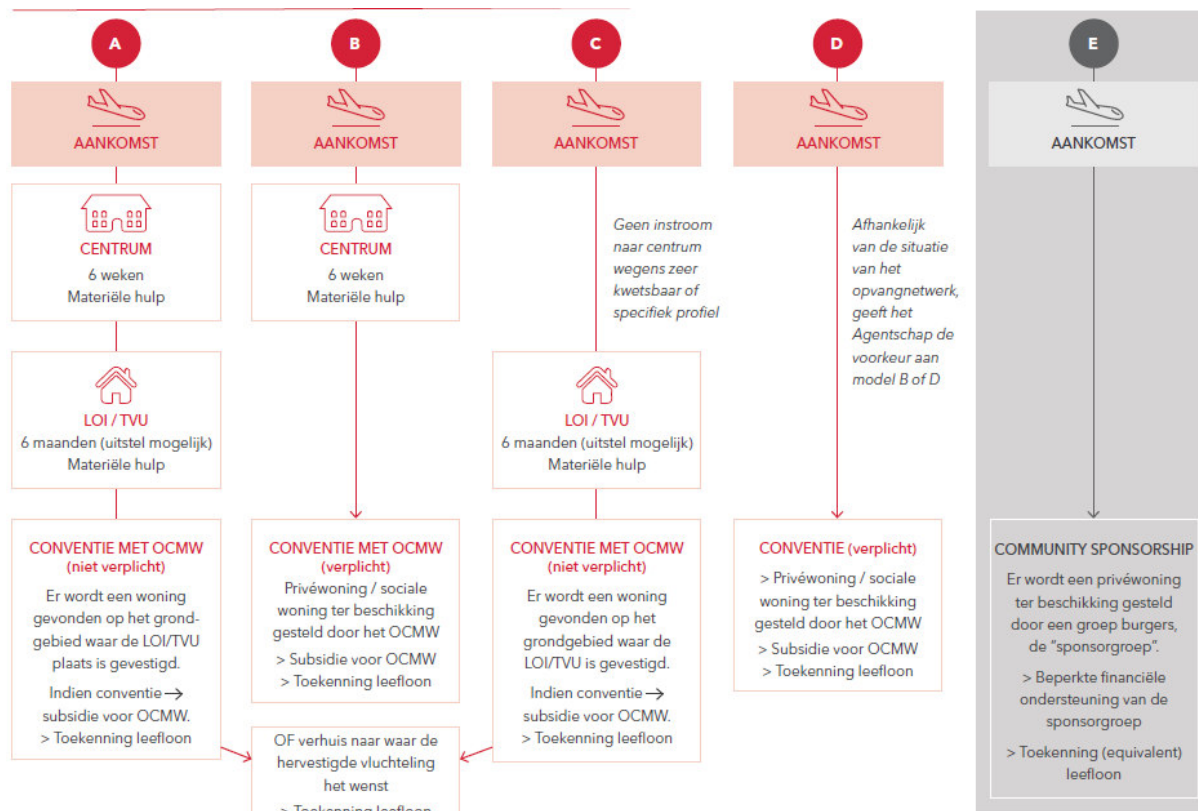 A
AANKOMST
CENTRUM
6 weken
Materiële hulp
LOI / TVU
6 maanden (uitstel mogelijk)
Materiële hulp
CONVENTIE MET OCMW
(niet verplicht)
Er wordt een woning
gevonden op het grond-
gebied waar de LOI/TVU
plaats is gevestigd.
Indien conventie →
subsidie voor OCMW.
> Toekenning leefloon
B
AANKOMST
CENTRUM
6 weken
Materiële hulp
CONVENTIE MET OCMW
(verplicht)
Privéwoning / sociale
woning ter beschikking
gesteld door het OCMW
> Subsidie voor OCMW
> Toekenning leefloon
OF verhuis naar waar de
hervestigde vluchteling
het wenst
> Toekenning leefloon
C
AANKOMST
Geen instroom
naar centrum
wegens zeer
kwetsbaar of
specifiek profiel
LOI / TVU
6 maanden (uitstel mogelijk)
Materiële hulp
CONVENTIE MET OCMW
(niet verplicht)
Er wordt een woning
gevonden op het
grondgebied waar de
LOI/TVU is gevestigd.
Indien conventie →
subsidie voor OCMW.
> Toekenning leefloon
D
AANKOMST
Afhankelijk
van de situatie
van het
opvangnetwerk,
geeft het
Agentschap de
voorkeur aan
model B of D
CONVENTIE (verplicht)
> Privéwoning / sociale
woning ter beschikking
gesteld door het OCMW
> Subsidie voor OCMW
> Toekenning leefloon
E
AANKOMST
COMMUNITY SPONSORSHIP
Er wordt een privéwoning
ter beschikking gesteld
door een groep burgers,
de "sponsorgroep".
> Beperkte financiële
ondersteuning van de
sponsorgroep
> Toekenning (equivalent)
leefloon